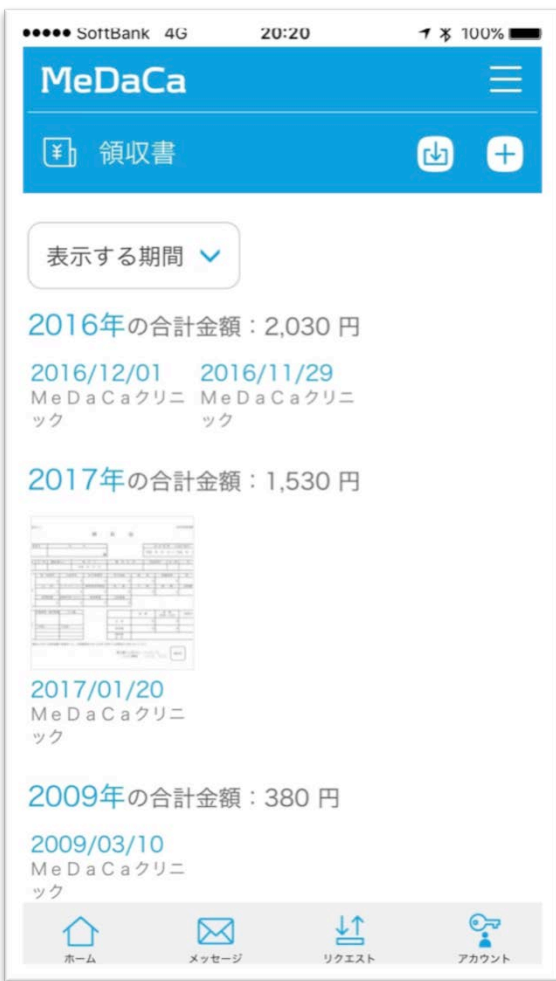 SoftBank 4G 20:20 100%
MeDaCa
領収書
表示する期間
2016年の合計金額：2,030 円
2016/12/01 2016/11/29
ＭｅＤａＣａクリニ ＭｅＤａＣａクリニ
ック ック
2017年の合計金額：1,530 円
2017/01/20
ＭｅＤａＣａクリニ
ック
2009年の合計金額：380 円
2009/03/10
ＭｅＤａＣａクリニ
ック
ホーム メッセージ リクエスト アカウント